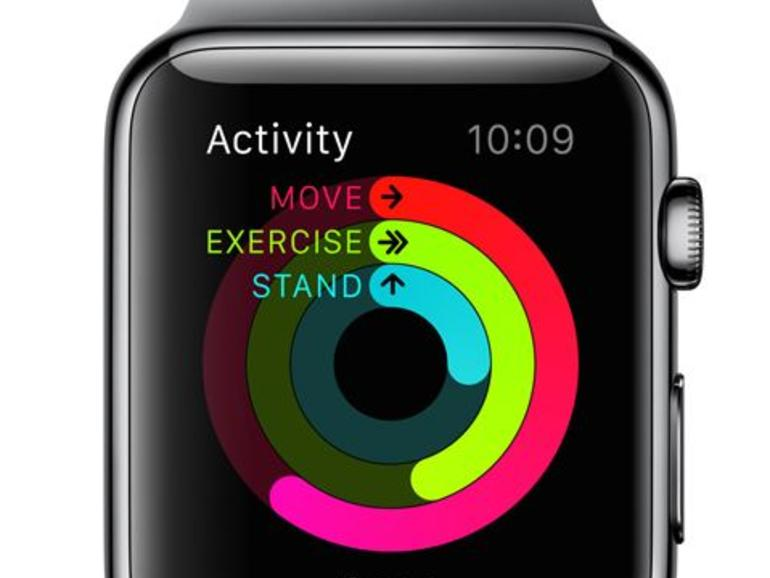 Activity 10:09
MOVE
EXERCISE
STAND